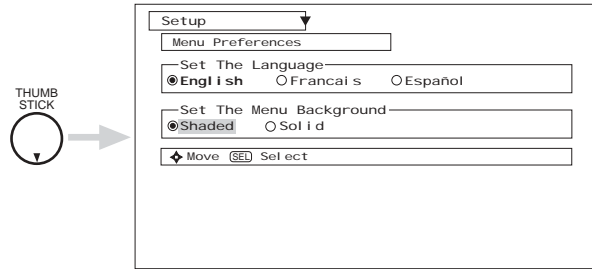 Setup
Menu Preferences
Set The Language
English Francais Español
THUMB
STICK
Set The Menu Background
Shaded Solid
Move SEL Select